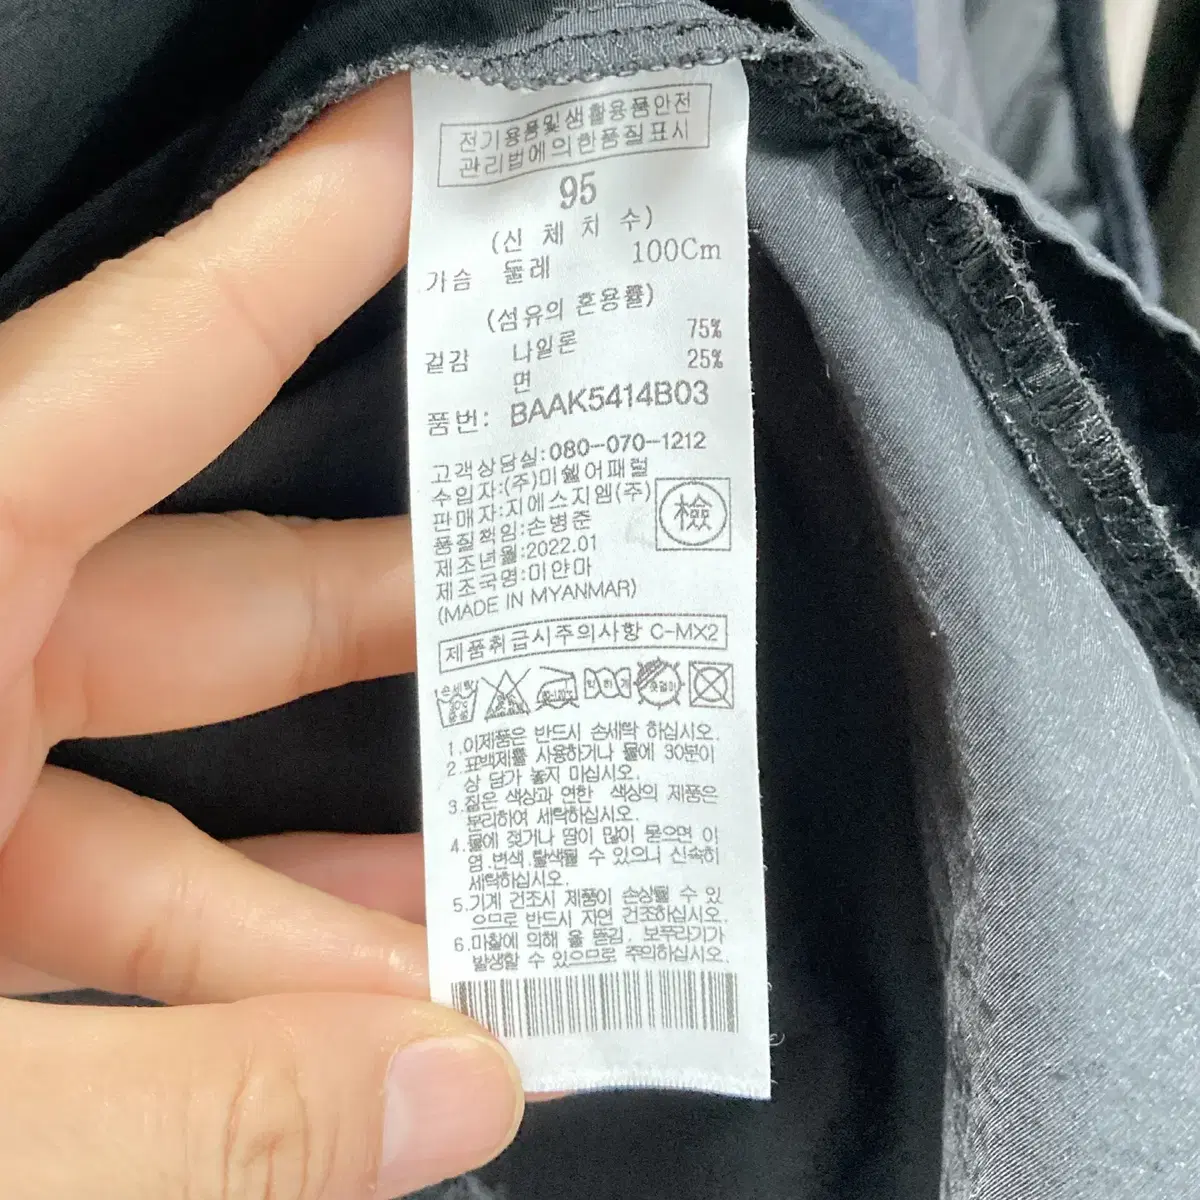 전기용품및생활용품안전
관리법에의한품질표시
95
(신 체 치 수)
가슴 둘레 100Cm
(섬유의 혼용률)
겉감 나일론 75%
면 25%
품번: BAAK5414B03
고객상담실:080-070-1212
수입자:(주)미쉘어패럴
판매자:지에스지엠(주)
품질책임:손병준
제조년월:2022.01
제조국명:미얀마
(MADE IN MYANMAR)
檢
제품취급시주의사항 C-MX2
손세탁
약하게
옷걸이
1.이제품은 반드시 손세탁 하십시오.
2.표백제를 사용하거나 물에 30분이
상 담가 놓지 마십시오.
3.짙은 색상과 연한 색상의 제품은
분리하여 세탁하십시오.
4.물에 젖거나 땀이 많이 묻으면 이
염.변색.탈색될 수 있으니 신속히
세탁하십시오.
5.기계 건조시 제품이 손상될 수 있
으므로 반드시 자연 건조하십시오.
6.마찰에 의해 올 뜯김. 보푸라기가
발생할 수 있으므로 주의하십시오.